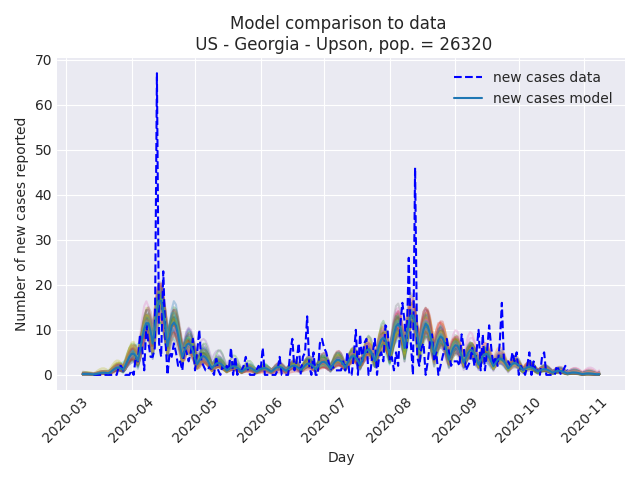 Model comparison to data
US - Georgia - Upson, pop. = 26320
new cases data
new cases model
Number of new cases reported
70
60
50
40
30
20
10
0
2020-03
2020-04
2020-05
2020-06
2020-07
2020-08
2020-09
2020-10
2020-11
Day